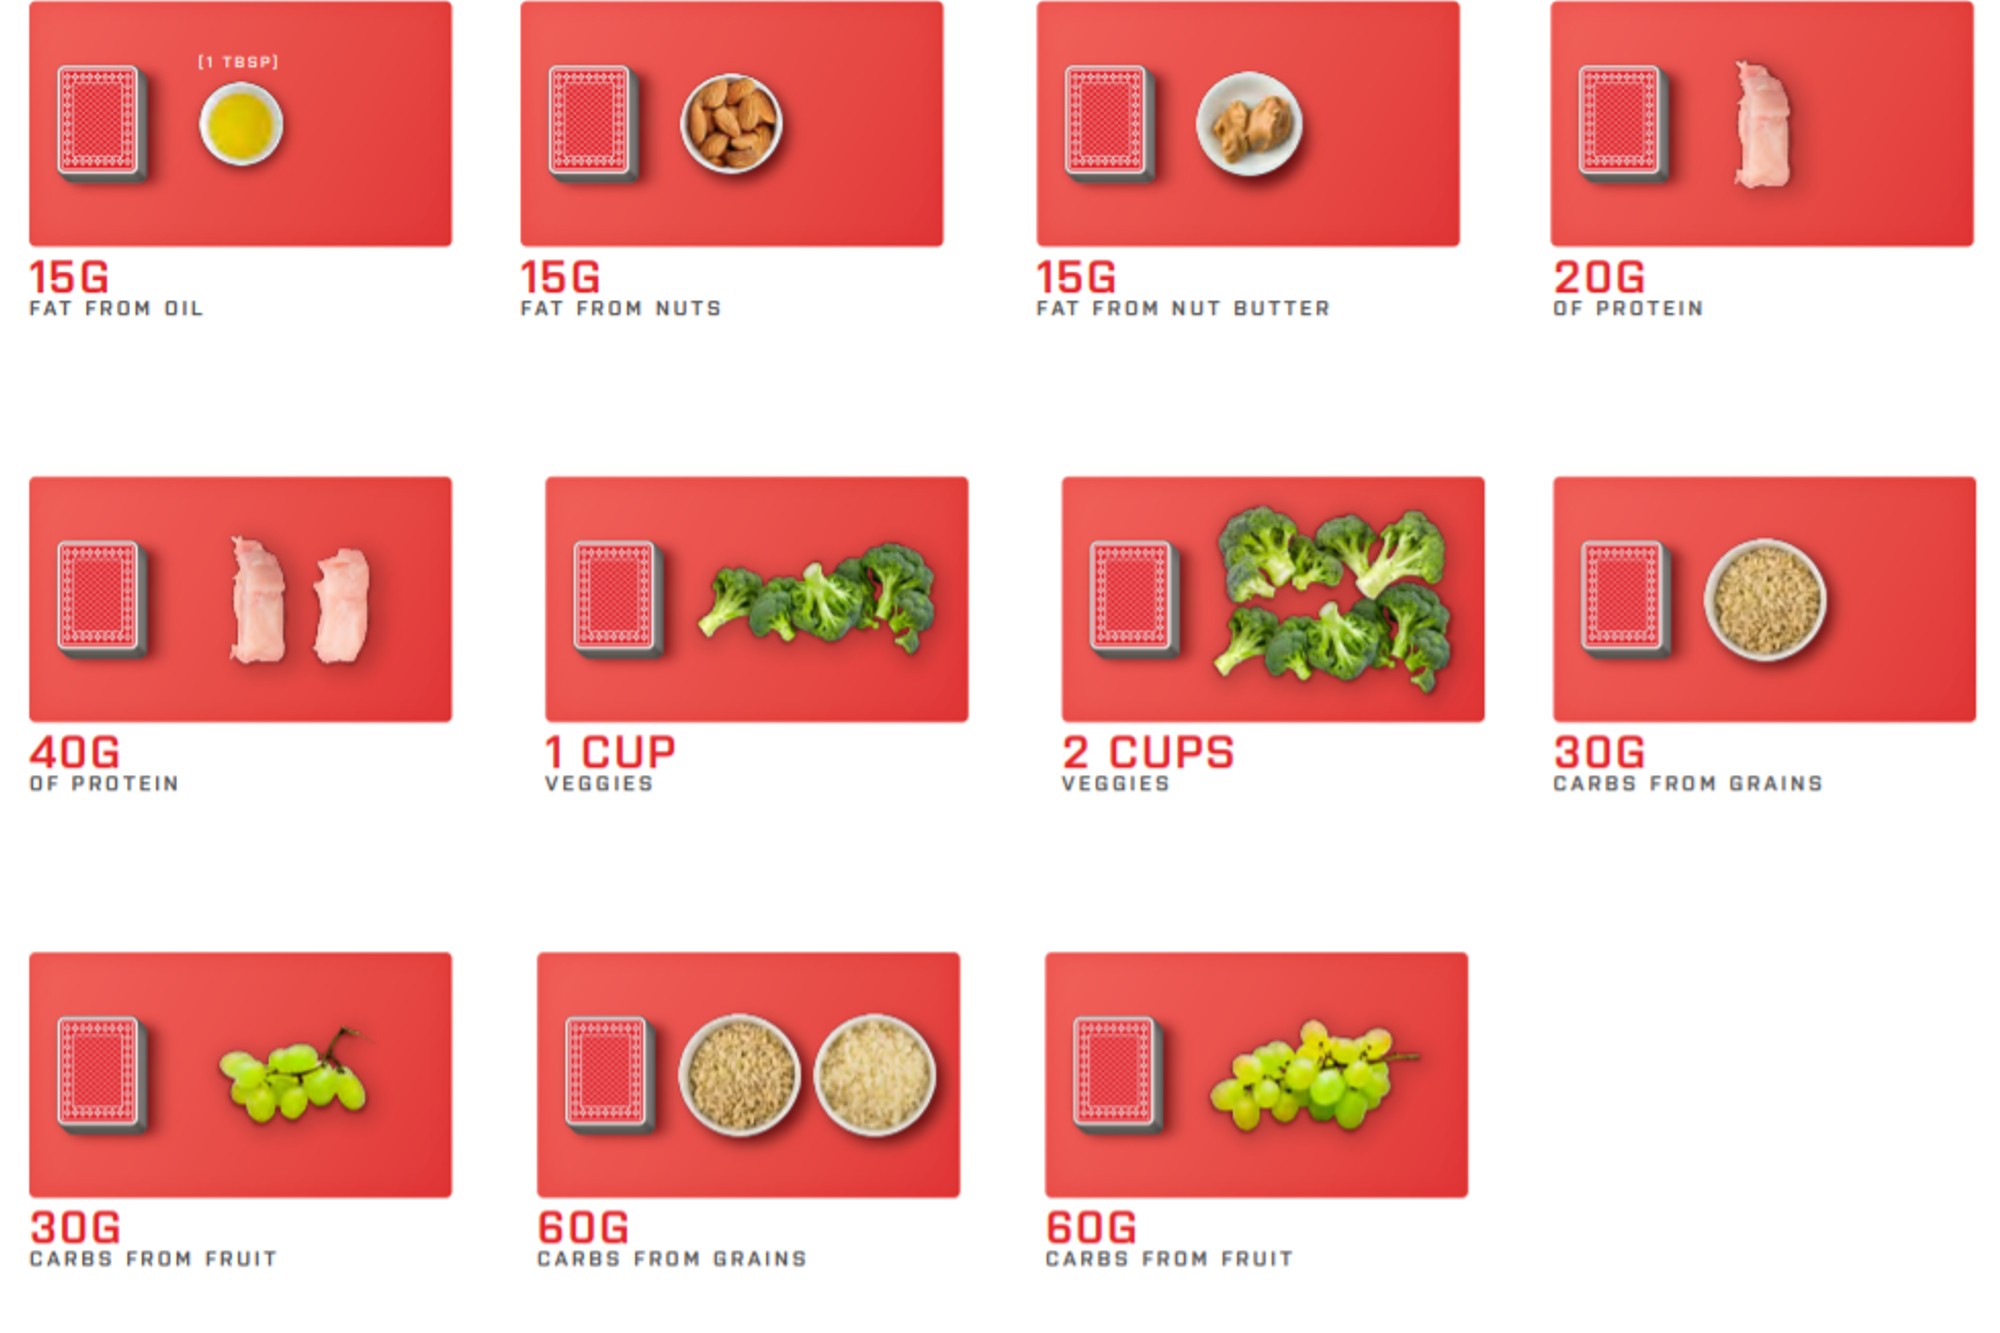 [1 TBSP]
15G
FAT FROM OIL
15G
FAT FROM NUTS
15G
FAT FROM NUT BUTTER
20G
OF PROTEIN
40G
OF PROTEIN
1 CUP
VEGGIES
2 CUPS
VEGGIES
30G
CARBS FROM GRAINS
30G
CARBS FROM FRUIT
60G
CARBS FROM GRAINS
60G
CARBS FROM FRUIT